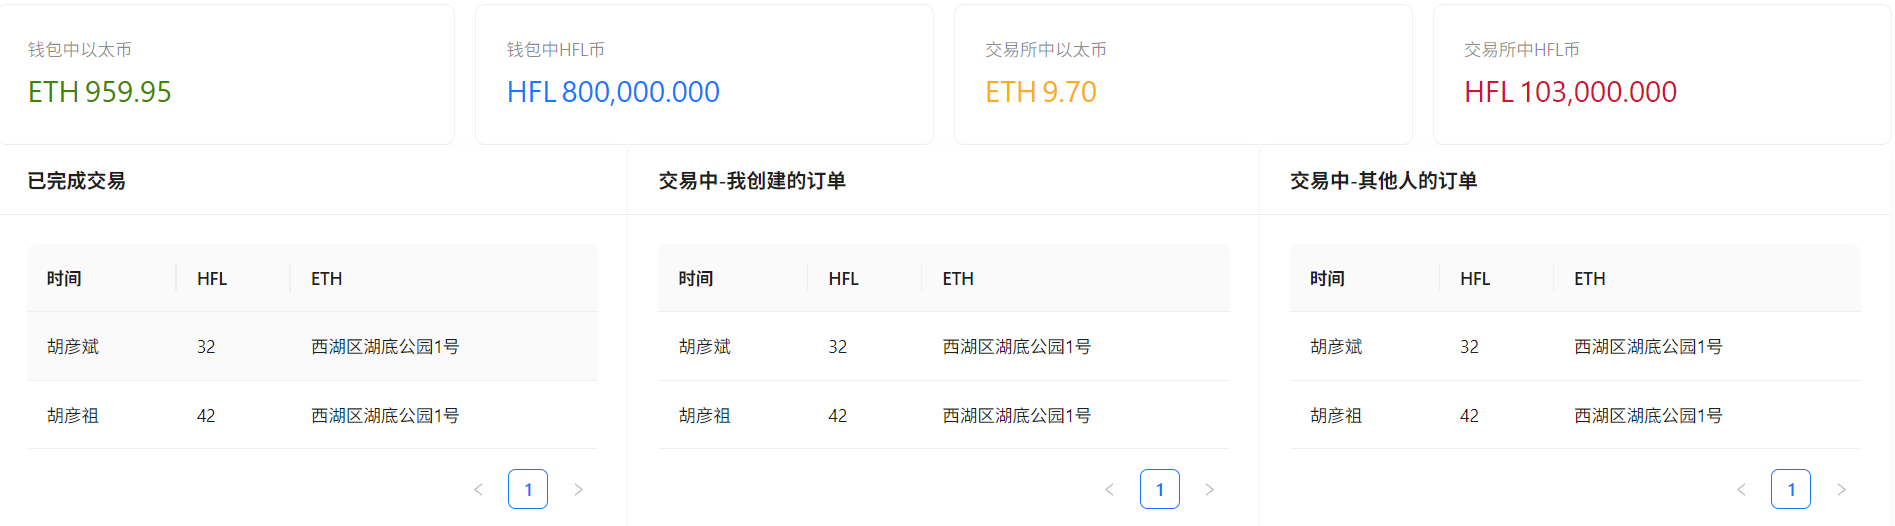 钱包中以太币
ETH 959.95
钱包中HFL币
HFL 800,000.000
交易所中以太币
ETH 9.70
交易所中HFL币
HFL 103,000.000
已完成交易
时间 HFL ETH
胡彦斌 32 西湖区湖底公园1号
胡彦祖 42 西湖区湖底公园1号
< 1 >
交易中-我创建的订单
时间 HFL ETH
胡彦斌 32 西湖区湖底公园1号
胡彦祖 42 西湖区湖底公园1号
< 1 >
交易中-其他人的订单
时间 HFL ETH
胡彦斌 32 西湖区湖底公园1号
胡彦祖 42 西湖区湖底公园1号
< 1 >